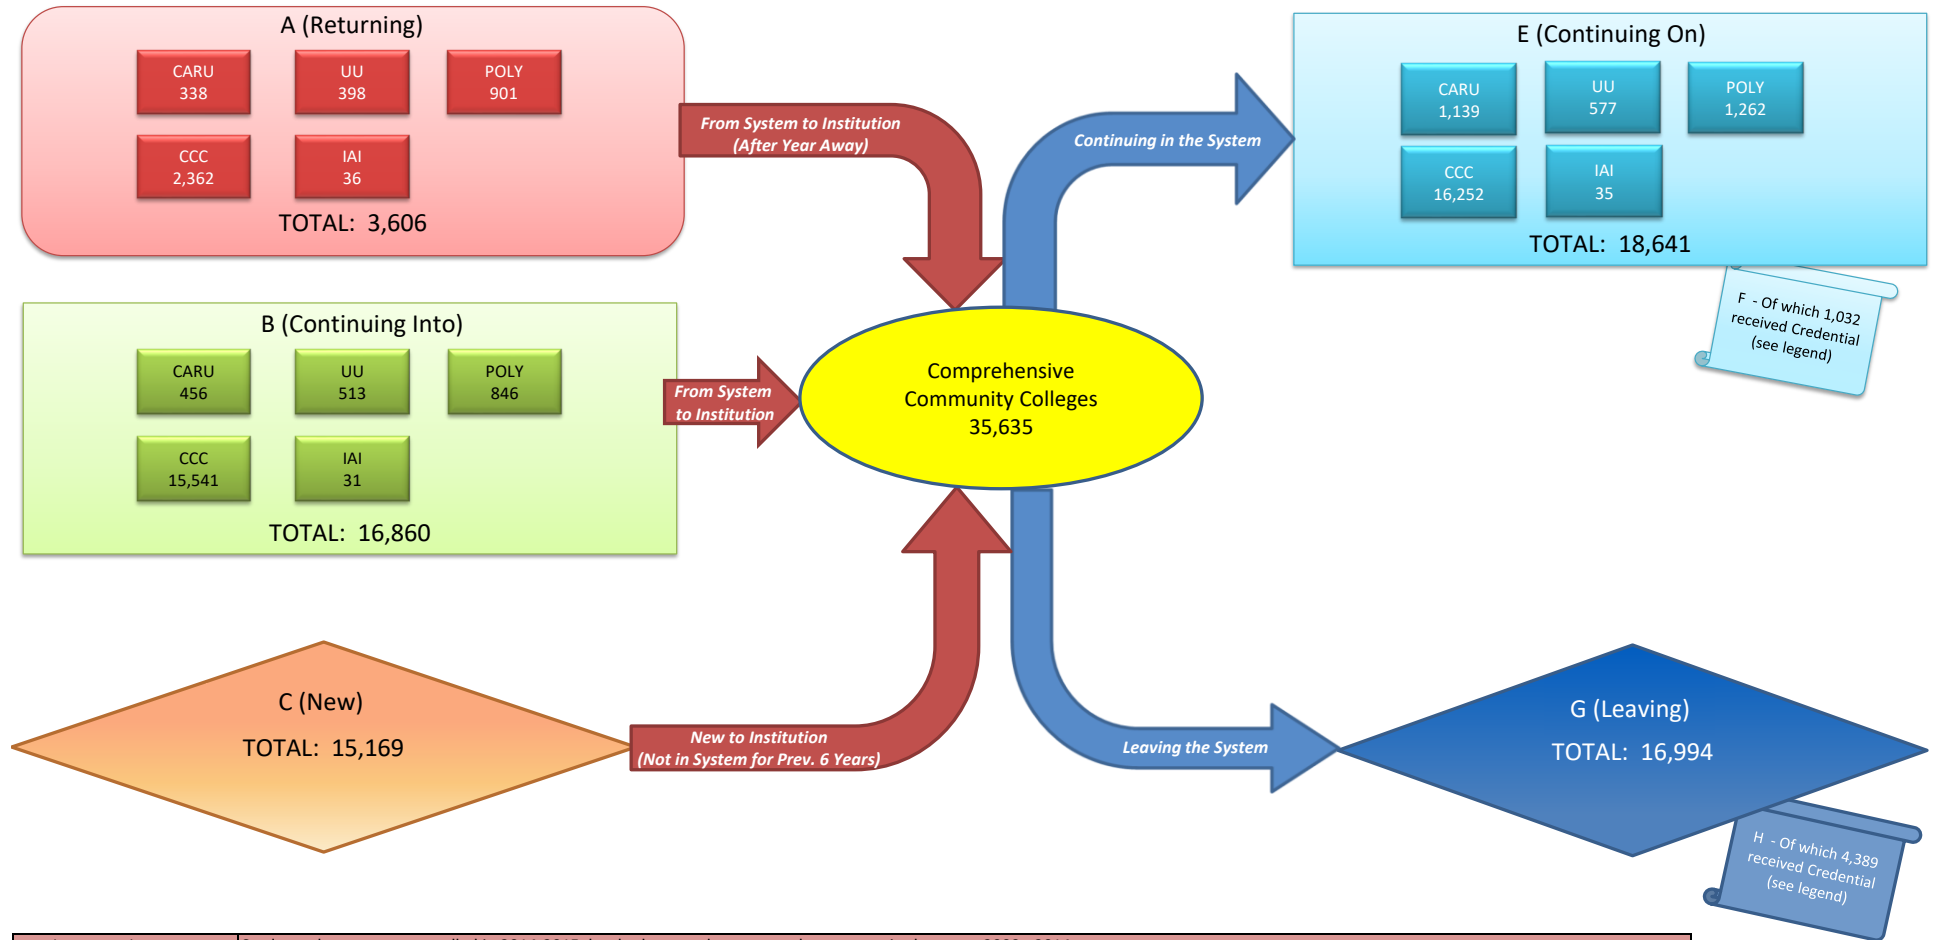 A (Returning)
CARU
338
UU
398
POLY
901
CCC
2,362
IAI
36
TOTAL: 3,606
From System to Institution
(After Year Away)
B (Continuing Into)
CARU
456
UU
513
POLY
846
CCC
15,541
IAI
31
TOTAL: 16,860
From System
to Institution
C (New)
TOTAL: 15,169
New to Institution
(Not in System for Prev. 6 Years)
Comprehensive
Community Colleges
35,635
Continuing in the System
E (Continuing On)
CARU
1,139
UU
577
POLY
1,262
CCC
16,252
IAI
35
TOTAL: 18,641
F - Of which 1,032
received Credential
(see legend)
Leaving the System
G (Leaving)
TOTAL: 16,994
H - Of which 4,389
received Credential
(see legend)